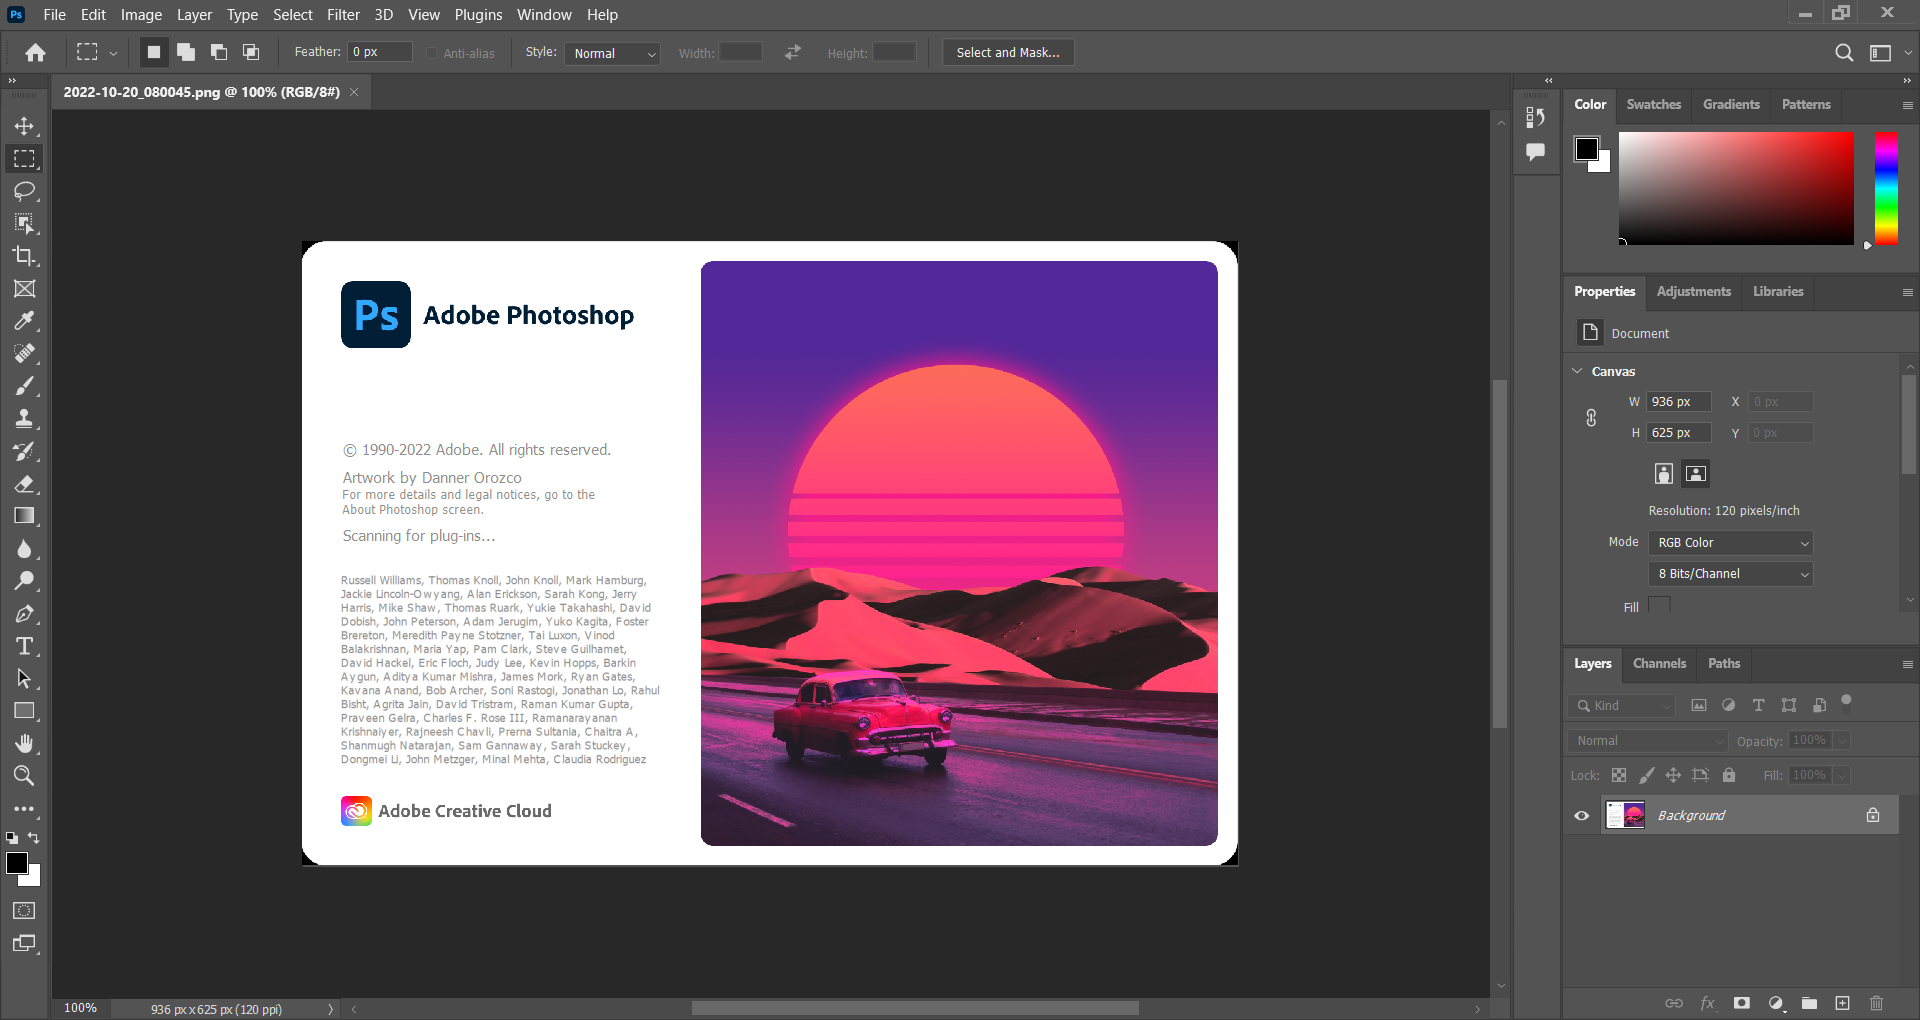 Ps File Edit Image Layer Type Select Filter 3D View Plugins Window Help
Feather: 0 px Anti-alias Style: Normal Width: Height: Select and Mask...
2022-10-20_080045.png @ 100% (RGB/8#)
Color Swatches Gradients Patterns
Ps Adobe Photoshop
© 1990-2022 Adobe. All rights reserved.
Artwork by Danner Orozco
For more details and legal notices, go to the
About Photoshop screen.
Scanning for plug-ins...
Russell Williams, Thomas Knoll, John Knoll, Mark Hamburg,
Jackie Lincoln-Owyang, Alan Erickson, Sarah Kong, Jerry
Harris, Mike Shaw, Thomas Ruark, Yukie Takahashi, David
Dobish, John Peterson, Adam Jerugim, Yuko Kagita, Foster
Brereton, Meredith Payne Stotzner, Tai Luxon, Vinod
Balakrishnan, Maria Yap, Pam Clark, Steve Guilhamet,
David Hackel, Eric Floch, Judy Lee, Kevin Hopps, Barkin
Aygun, Aditya Kumar Mishra, James Mork, Ryan Gates,
Kavana Anand, Bob Archer, Soni Rastogi, Jonathan Lo, Rahul
Bisht, Agrita Jain, David Tristram, Raman Kumar Gupta,
Praveen Gelra, Charles F. Rose III, Ramanarayanan
Krishnaiyer, Rajneesh Chavli, Prerna Sultania, Chaitra A,
Shanmugh Natarajan, Sam Gannaway, Sarah Stuckey,
Dongmei Li, John Metzger, Minal Mehta, Claudia Rodriguez
Adobe Creative Cloud
Properties Adjustments Libraries
Document
Canvas
W 936 px X 0 px
H 625 px Y 0 px
Resolution: 120 pixels/inch
Mode RGB Color
8 Bits/Channel
Fill
Layers Channels Paths
Kind
Normal Opacity: 100%
Lock: Fill: 100%
Background
fx
100% 936 px x 625 px (120 ppi)